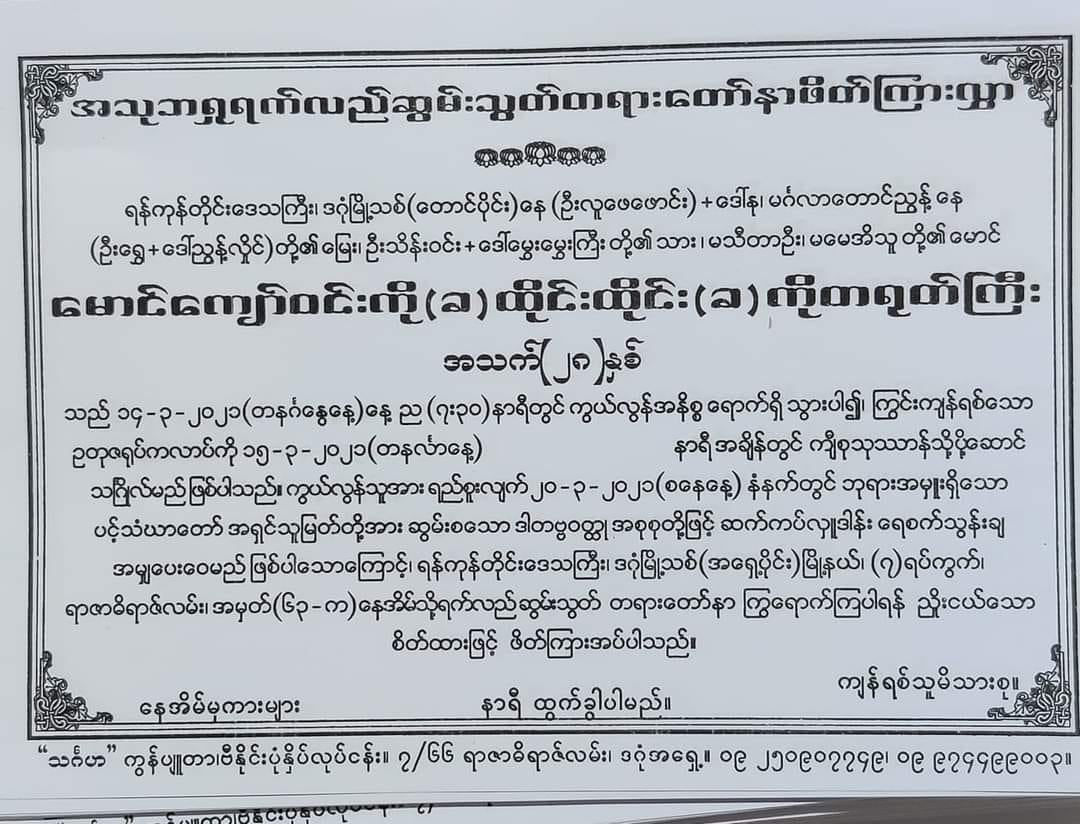 အသုဘရှုရက်လည်ဆွမ်းသွတ်တရားတော်နာဖိတ်ကြားလွှာ
ရန်ကုန်တိုင်းဒေသကြီး၊ ဒဂုံမြို့သစ်(တောင်ပိုင်း)နေ (ဦးလူဖေဖောင်း) + ဒေါ်နု၊ မင်္ဂလာတောင်ညွန့် နေ
(ဦးရွှေ + ဒေါ်ညွန့်လှိုင်)တို့၏ မြေး၊ ဦးသိန်းဝင်း + ဒေါ်မွှေးမွှေးကြီး တို့၏ သား ၊ မသီတာဦး၊ မမေအိသူ တို့၏ မောင်
မောင်ကျော်ဝင်းကို(ခ)ထိုင်းထိုင်း(ခ)ကိုတရုတ်ကြီး
အသက်(၂၈)နှစ်
သည် ၁၄ - ၃ - ၂၀၂၁(တနင်္ဂနွေနေ့)နေ့ ည (၇း၃၀)နာရီတွင် ကွယ်လွန်အနိစ္စ ရောက်ရှိ သွားပါ၍၊ ကြွင်းကျန်ရစ်သော
ဥတုဇရုပ်ကလာပ်ကို ၁၅ - ၃ - ၂၀၂၁(တနင်္လာနေ့) နာရီ အချိန်တွင် ကျီစုသုသာန်သို့ပို့ဆောင်
သင်္ဂြိုလ်မည် ဖြစ်ပါသည်။ ကွယ်လွန်သူအား ရည်စူးလျက် ၂၀ - ၃ - ၂၀၂၁(စနေနေ့) နံနက်တွင် ဘုရားအမှူးရှိသော
ပင့်သံဃာတော် အရှင်သူမြတ်တို့အား ဆွမ်းစသော ဒါတဗ္ဗဝတ္ထု အစုစုတို့ဖြင့် ဆက်ကပ်လှူဒါန်း ရေစက်သွန်းချ
အမျှပေးဝေမည် ဖြစ်ပါသောကြောင့်၊ ရန်ကုန်တိုင်းဒေသကြီး၊ ဒဂုံမြို့သစ်(အရှေ့ပိုင်း)မြို့နယ်၊ (၇)ရပ်ကွက်၊
ရာဇာဓိရာဇ်လမ်း၊ အမှတ်(၆၃ - က)နေအိမ်သို့ရက်လည်ဆွမ်းသွတ် တရားတော်နာ ကြွရောက်ကြပါရန် ညှိုးငယ်သော
စိတ်ထားဖြင့် ဖိတ်ကြားအပ်ပါသည်။
ကျန်ရစ်သူမိသားစု။
နေအိမ်မှကားများ နာရီ ထွက်ခွါပါမည်။
“သင်္ဂဟ” ကွန်ပျူတာ၊ဗီနိုင်းပုံနှိပ်လုပ်ငန်း။ ၇/၆၆ ရာဇာဓိရာဇ်လမ်း၊ ဒဂုံအရှေ့။ ၀၉ ၂၅၀၉၀၇၇၄၉၊ ၀၉ ၉၇၄၄၉၉၀၀၃။